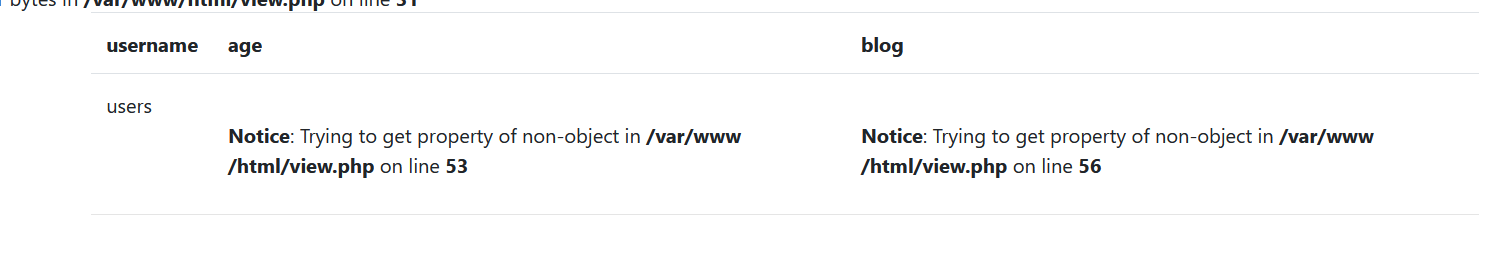 bytes in /var/www/html/view.php on line 51
username age blog
users
Notice: Trying to get property of non-object in /var/www Notice: Trying to get property of non-object in /var/www
/html/view.php on line 53 /html/view.php on line 56